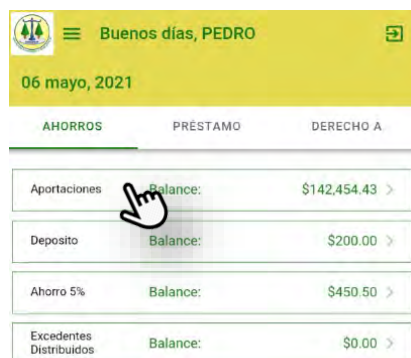 Buenos días, PEDRO
06 mayo, 2021
AHORROS PRÉSTAMO DERECHO A
Aportaciones Balance: $142,454.43
Deposito Balance: $200.00
Ahorro 5% Balance: $450.50
Excedentes
Distribuidos Balance: $0.00